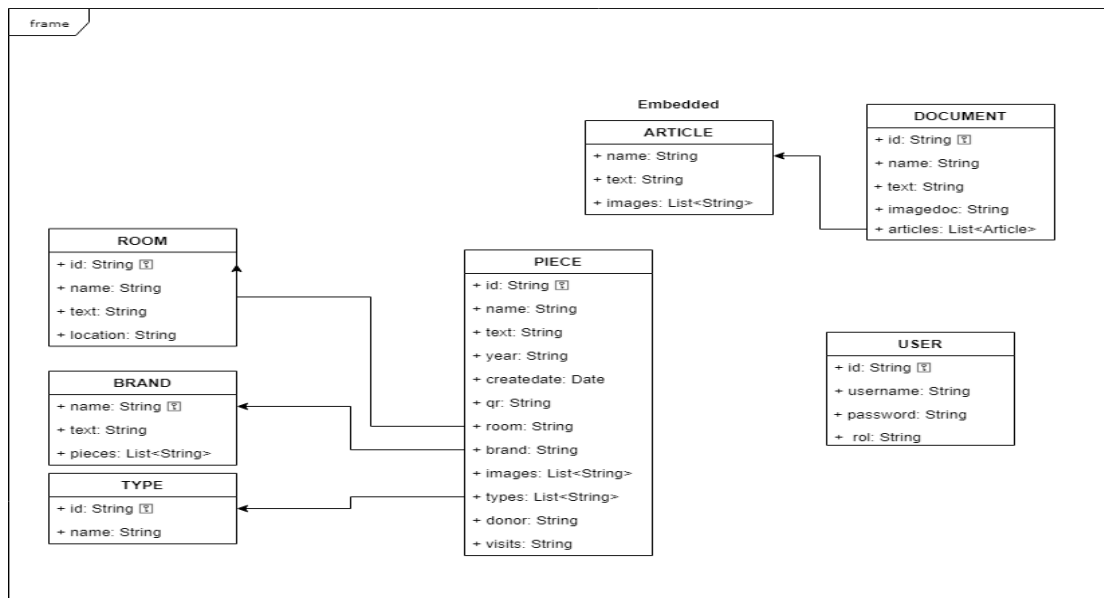 frame
Embedded
ARTICLE
+ name: String
+ text: String
+ images: List<String>
DOCUMENT
+ id: String
+ name: String
+ text: String
+ imagedoc: String
+ articles: List<Article>
ROOM
+ id: String
+ name: String
+ text: String
+ location: String
BRAND
+ name: String
+ text: String
+ pieces: List<String>
TYPE
+ id: String
+ name: String
PIECE
+ id: String
+ name: String
+ text: String
+ year: String
+ createdate: Date
+ qr: String
+ room: String
+ brand: String
+ images: List<String>
+ types: List<String>
+ donor: String
+ visits: String
USER
+ id: String
+ username: String
+ password: String
+ rol: String